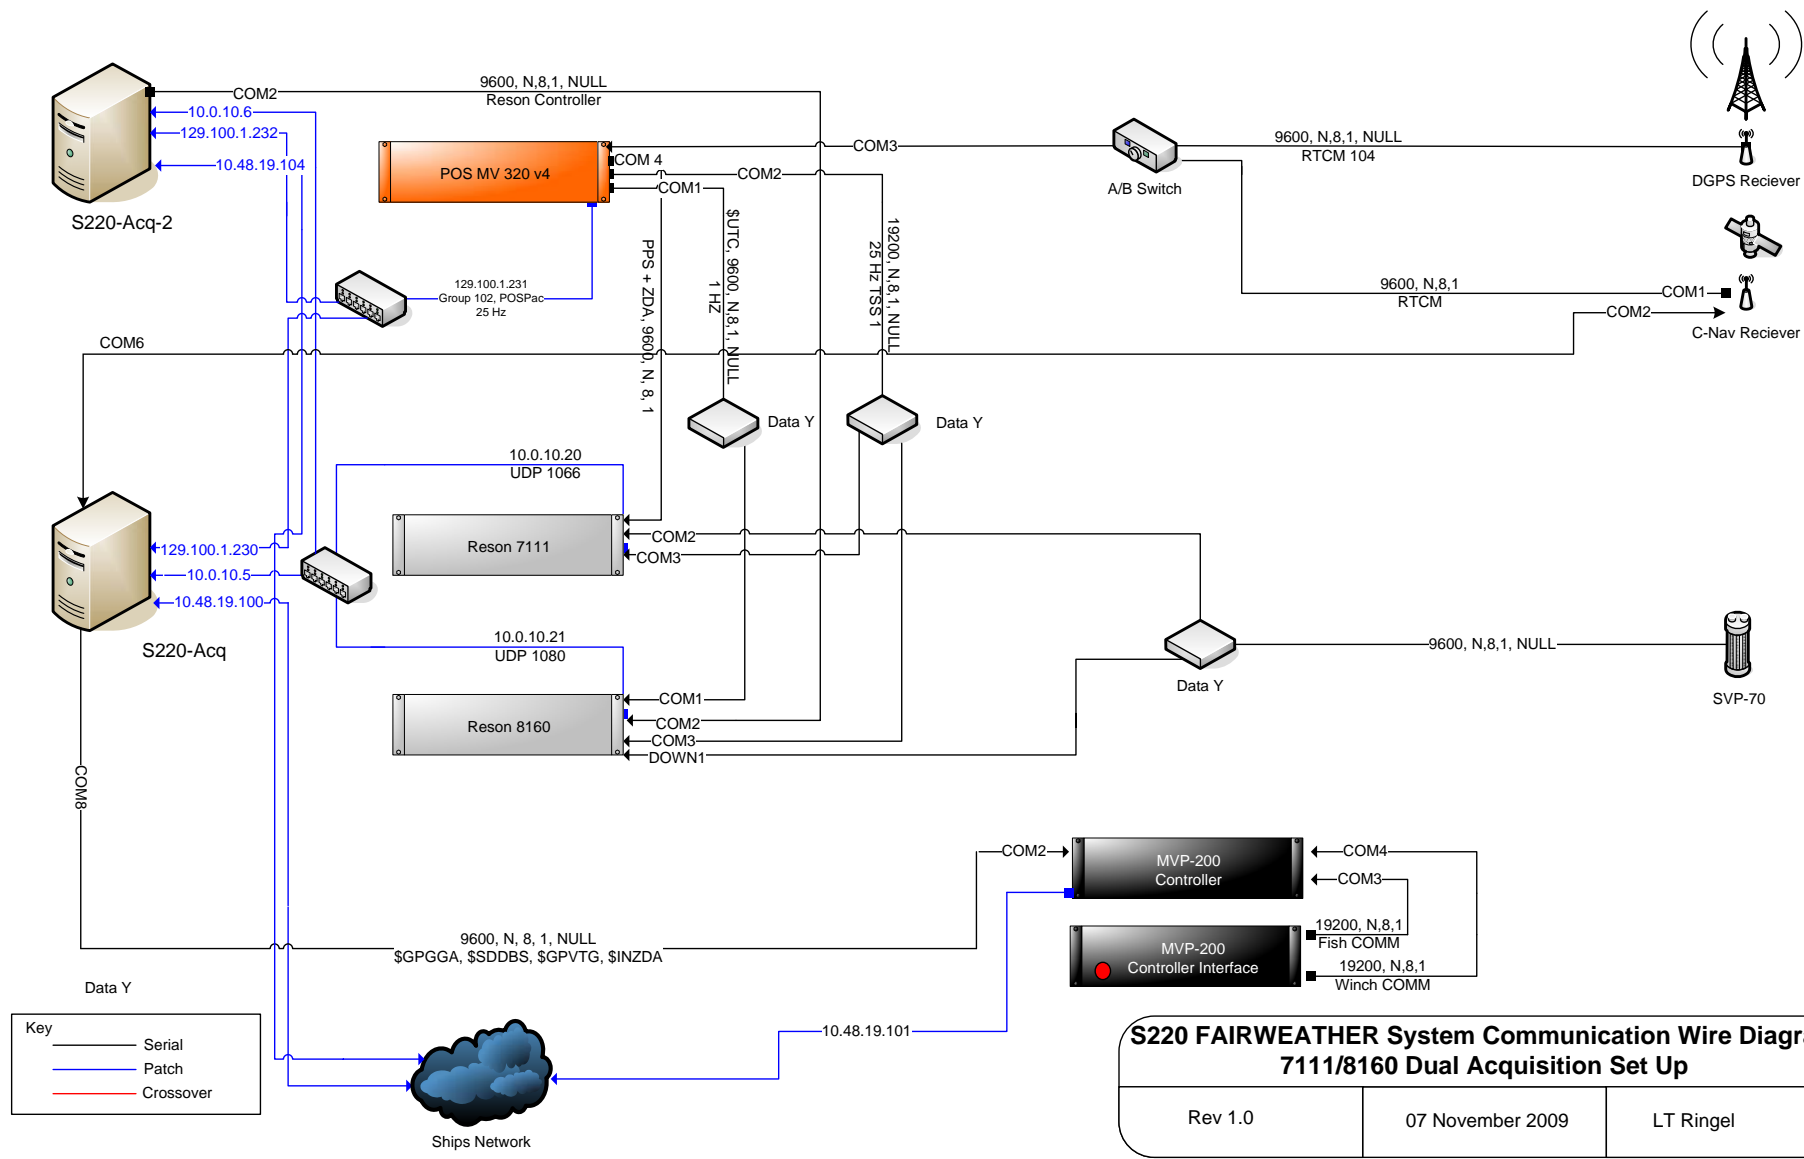 COM2
9600, N,8,1, NULL
Reson Controller
10.0.10.6
129.100.1.232
10.48.19.104
S220-Acq-2
POS MV 320 v4
COM 4
COM2
COM1
COM3
A/B Switch
9600, N,8,1, NULL
RTCM 104
DGPS Reciever
129.100.1.231
Group 102, POSPac
25 Hz
PPS + ZDA, 9600, N, 8, 1
$UTC, 9600, N,8,1, NULL
1 HZ
19200, N,8,1, NULL
25 Hz TSS 1
9600, N,8,1
RTCM
COM1
COM2
C-Nav Reciever
COM6
Data Y
Data Y
10.0.10.20
UDP 1066
Reson 7111
COM2
COM3
129.100.1.230
10.0.10.5
10.48.19.100
S220-Acq
10.0.10.21
UDP 1080
Reson 8160
COM1
COM2
COM3
DOWN1
Data Y
9600, N,8,1, NULL
SVP-70
COM8
COM2
MVP-200
Controller
COM4
COM3
19200, N,8,1
Fish COMM
MVP-200
Controller Interface
19200, N,8,1
Winch COMM
9600, N, 8, 1, NULL
$GPGGA, $SDDBS, $GPVTG, $INZDA
Data Y
Key
Serial
Patch
Crossover
10.48.19.101
Ships Network
S220 FAIRWEATHER System Communication Wire Diagra
7111/8160 Dual Acquisition Set Up
Rev 1.0
07 November 2009
LT Ringel